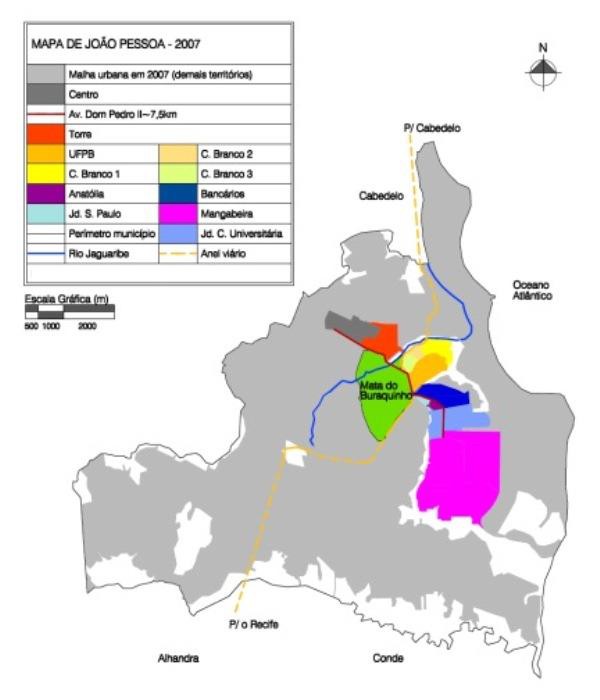 MAPA DE JOÃO PESSOA - 2007
Malha urbana em 2007 (demais territórios)
Centro
Av. Dom Pedro II~7,5km
Torre
UFPB
C. Branco 2
C. Branco 1
C. Branco 3
Anatólia
Bancários
Jd. S. Paulo
Mangabeira
Perímetro município
Jd. C. Universitária
Rio Jaguaribe
Anel viário
Escala Gráfica (m)
500 1000 2000
N
P/ Cabedelo
Cabedelo
Oceano
Atlântico
Mata do
Buraquinho
P/ o Recife
Alhandra
Conde